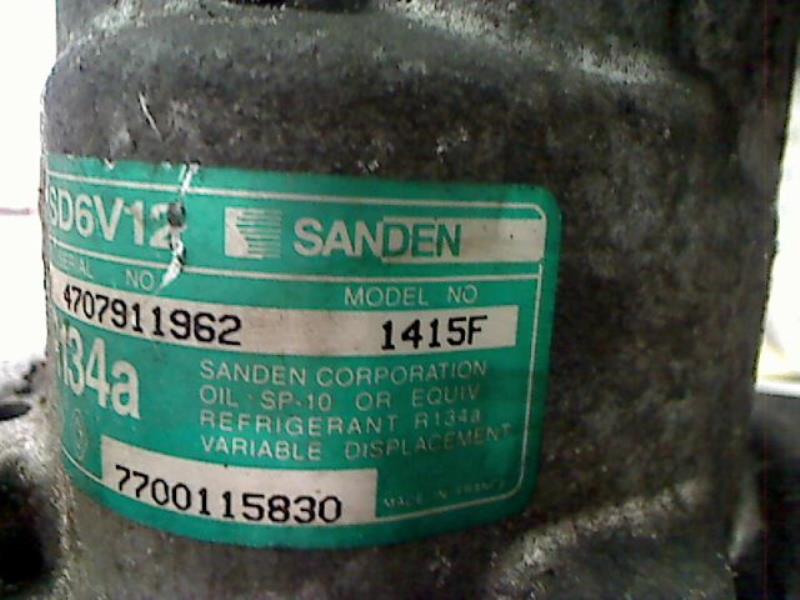 SD6V12 SANDEN
SERIAL NO MODEL NO
4707911962 1415F
R134a
SANDEN CORPORATION
OIL SP-10 OR EQUIV
REFRIGERANT R134a
VARIABLE DISPLACEMENT
7700115830
MADE IN FRANCE